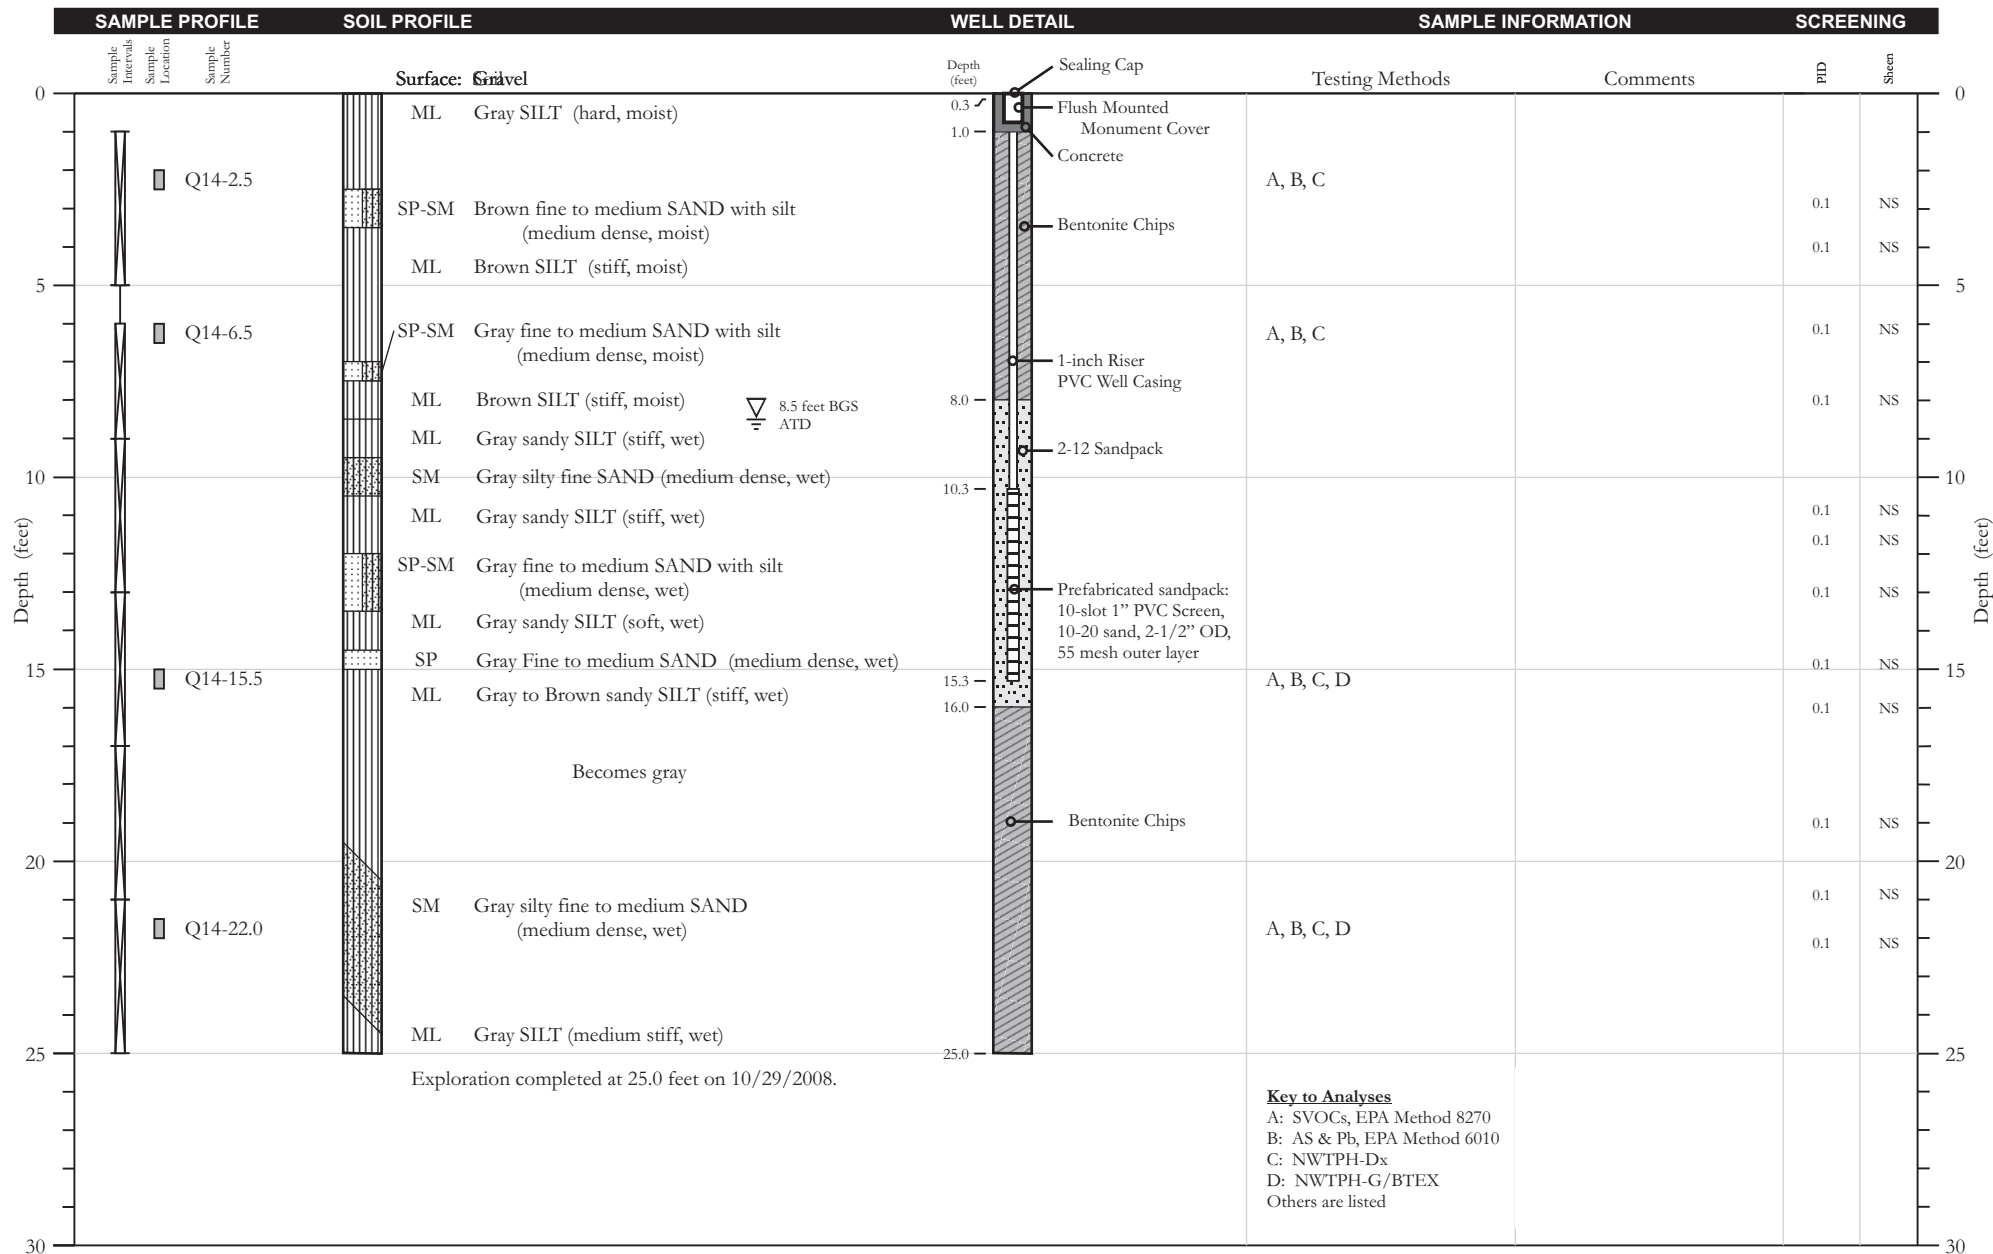 SAMPLE PROFILE SOIL PROFILE WELL DETAIL SAMPLE INFORMATION SCREENING
Sample Intervals
Sample Location
Sample Number
Surface: Gravel
Depth (feet)
Sealing Cap
Testing Methods
Comments
PID
Sheen
0 0
0.3
ML Gray SILT (hard, moist)
Flush Mounted
Monument Cover
1.0
Concrete
Q14-2.5 A, B, C
SP-SM Brown fine to medium SAND with silt 0.1 NS
(medium dense, moist)
Bentonite Chips
0.1 NS
ML Brown SILT (stiff, moist)
5 5
Q14-6.5 SP-SM Gray fine to medium SAND with silt A, B, C 0.1 NS
(medium dense, moist)
1-inch Riser
PVC Well Casing
ML Brown SILT (stiff, moist) 8.0 0.1 NS
8.5 feet BGS
ATD
ML Gray sandy SILT (stiff, wet)
2-12 Sandpack
10 SM Gray silty fine SAND (medium dense, wet) 10
10.3
ML Gray sandy SILT (stiff, wet) 0.1 NS
0.1 NS
Depth (feet) Depth (feet)
SP-SM Gray fine to medium SAND with silt
(medium dense, wet) 0.1 NS
Prefabricated sandpack:
10-slot 1” PVC Screen,
10-20 sand, 2-1/2” OD,
55 mesh outer layer
ML Gray sandy SILT (soft, wet)
SP Gray Fine to medium SAND (medium dense, wet) 0.1 NS
15 15
Q14-15.5 15.3 A, B, C, D
ML Gray to Brown sandy SILT (stiff, wet)
16.0 0.1 NS
Becomes gray
Bentonite Chips 0.1 NS
20 20
0.1 NS
SM Gray silty fine to medium SAND
(medium dense, wet)
Q14-22.0 A, B, C, D
0.1 NS
ML Gray SILT (medium stiff, wet)
25 25.0 25
Exploration completed at 25.0 feet on 10/29/2008.
Key to Analyses
A: SVOCs, EPA Method 8270
B: AS & Pb, EPA Method 6010
C: NWTPH-Dx
D: NWTPH-G/BTEX
Others are listed
30 30